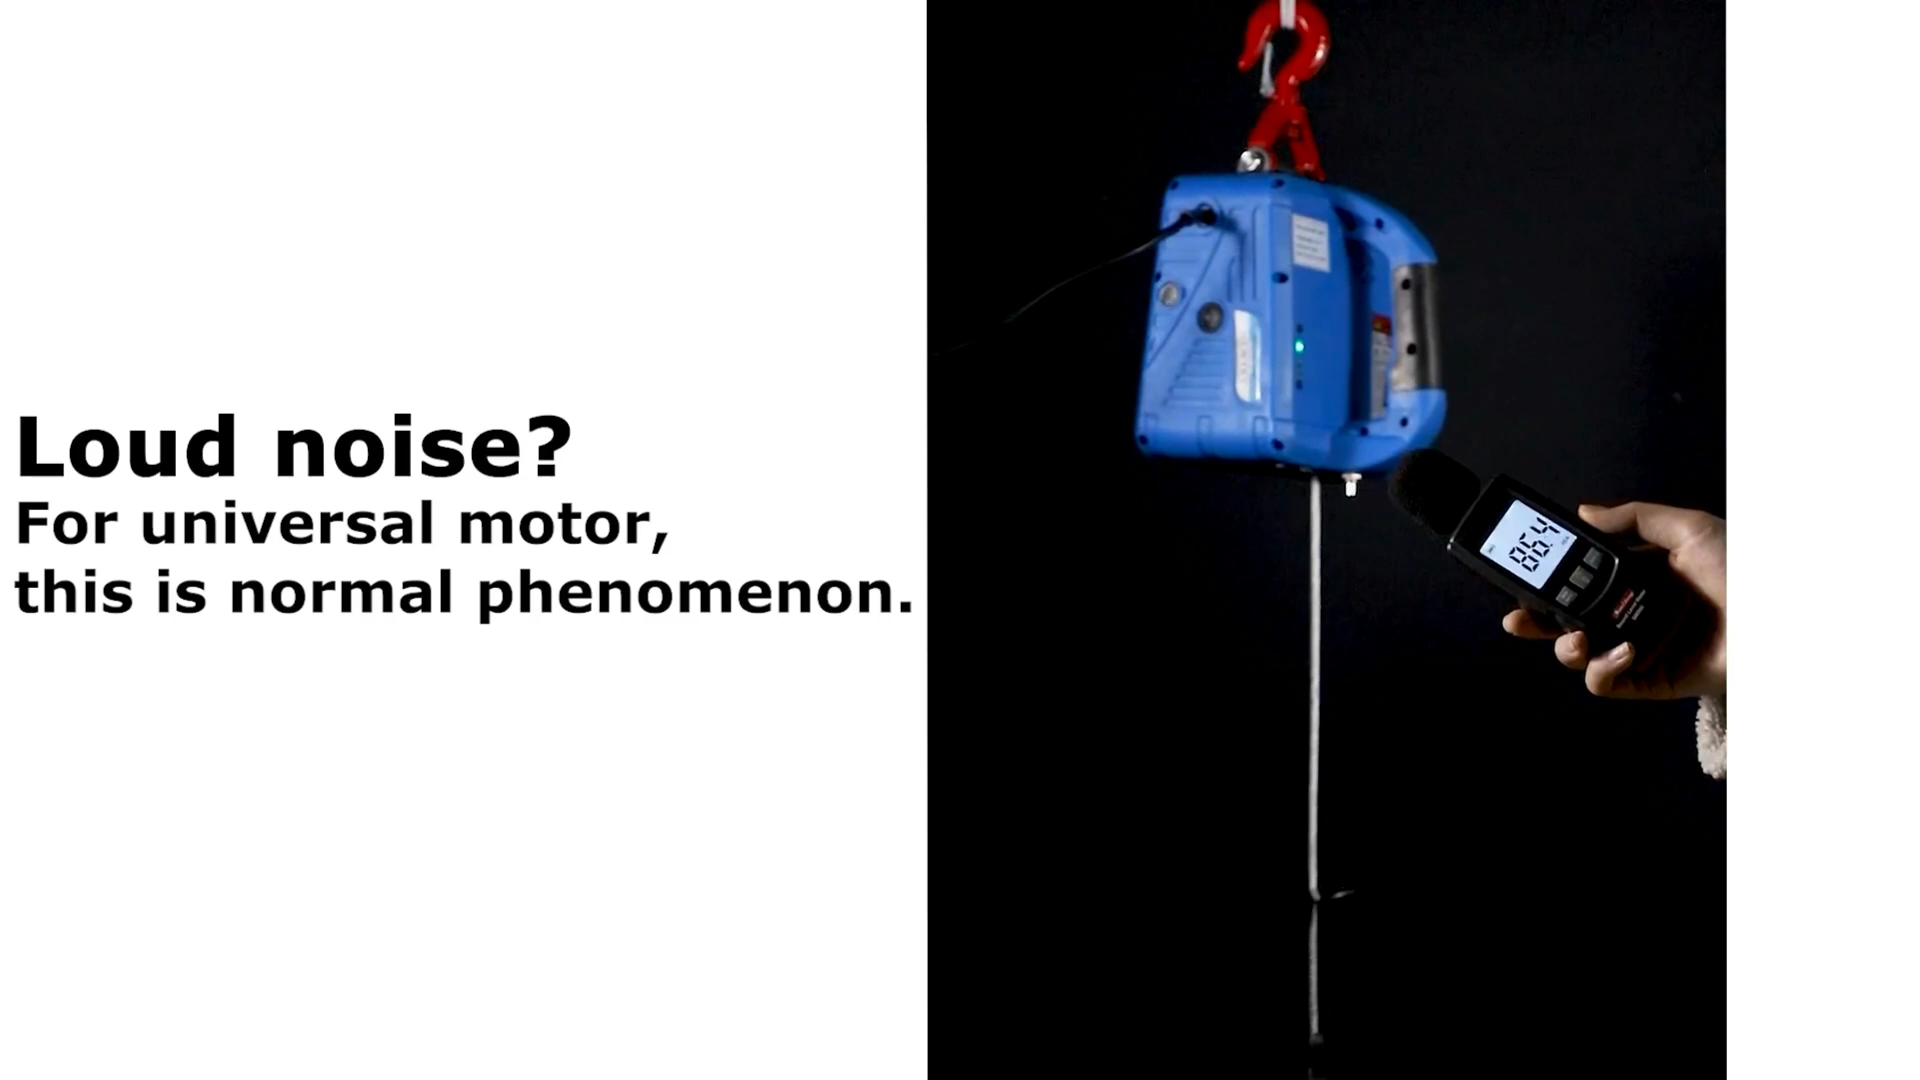 Loud noise?
For universal motor,
this is normal phenomenon.